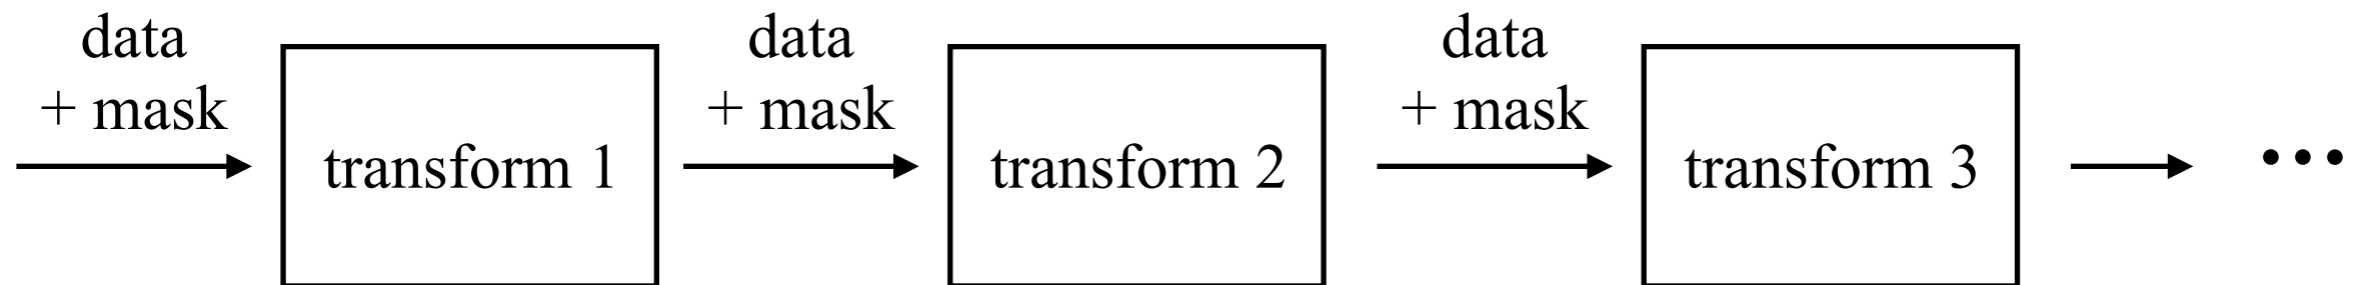 data
+ mask
transform 1
data
+ mask
transform 2
data
+ mask
transform 3
...